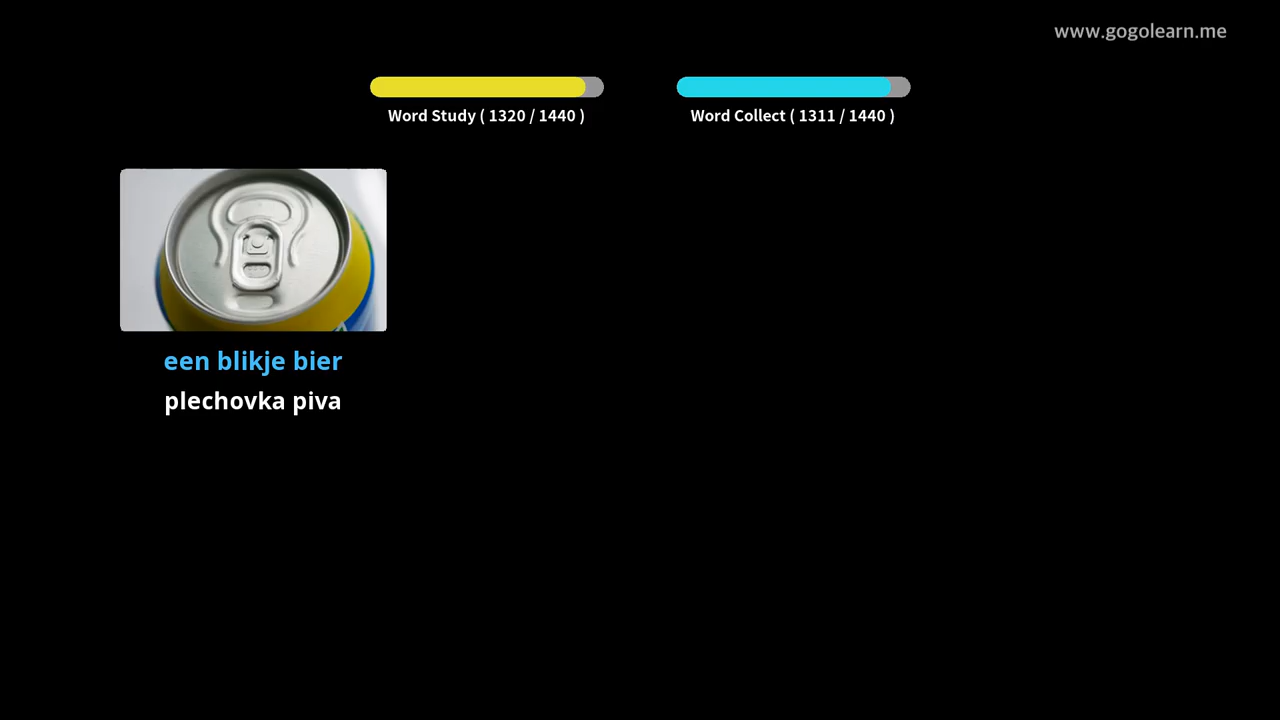 www.gogolearn.me
Word Study ( 1320 / 1440 )
Word Collect ( 1311 / 1440 )
een blikje bier
plechovka piva